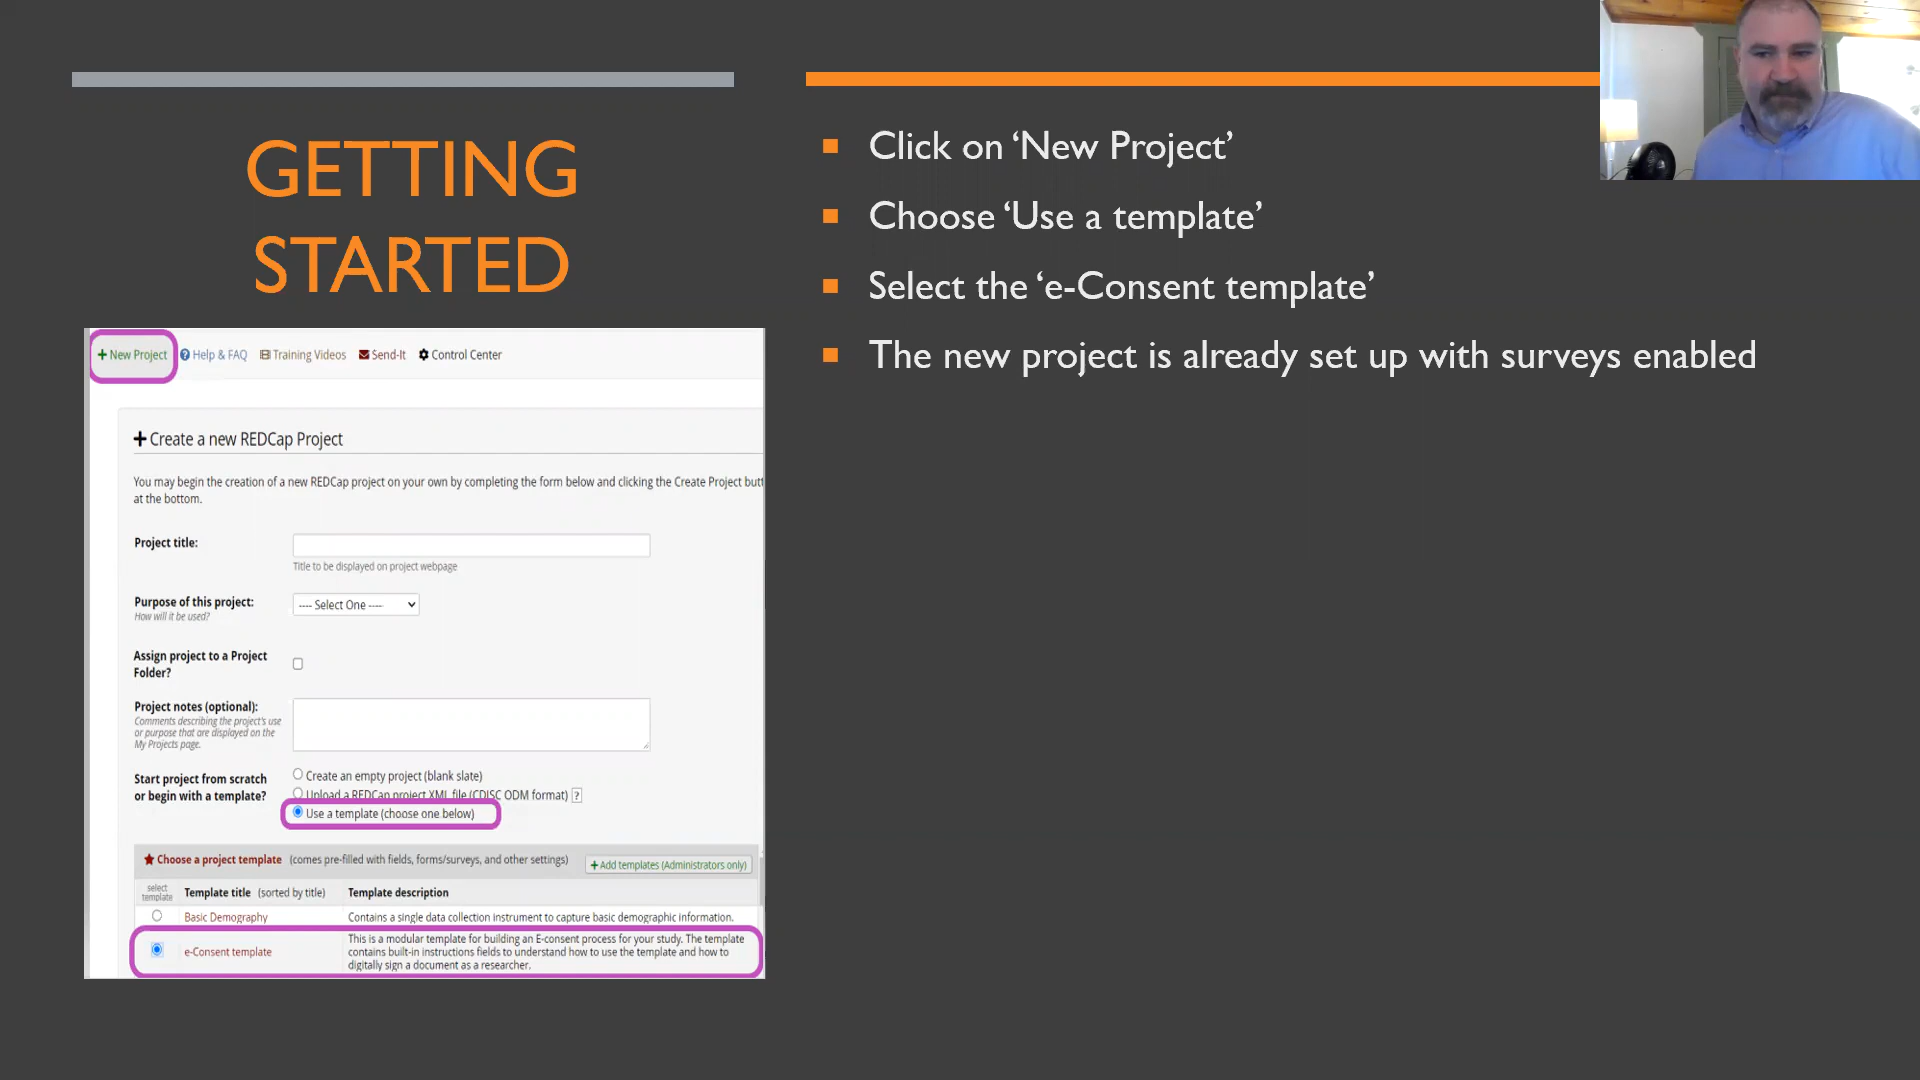 GETTING
STARTED
Click on ‘New Project’
Choose ‘Use a template’
Select the ‘e-Consent template’
The new project is already set up with surveys enabled
New Project Help & FAQ Training Videos Send-It Control Center
Create a new REDCap Project
You may begin the creation of a new REDCap project on your own by completing the form below and clicking the Create Project
at the bottom.
Project title:
Title to be displayed on project webpage
Purpose of this project:
How will it be used?
---- Select One ----
Assign project to a Project
Folder?
Project notes (optional):
Comments describing the project's use
or purpose that are displayed on the
My Projects page.
Start project from scratch
or begin with a template?
Create an empty project (blank slate)
Upload a REDCap project XML file (CDISC ODM format) ?
Use a template (choose one below)
Choose a project template (comes pre-filled with fields, forms/surveys, and other settings)
Add templates (Administrators only)
select
template
Template title (sorted by title) Template description
Basic Demography Contains a single data collection instrument to capture basic demographic information.
e-Consent template
This is a modular template for building an E-consent process for your study. The template
contains built-in instructions fields to understand how to use the template and how to
digitally sign a document as a researcher.